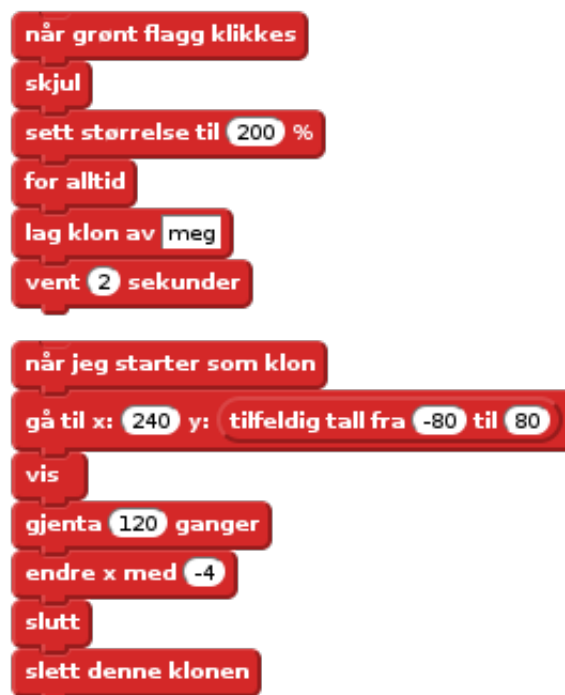 når grønt flagg klikkes
skjul
sett størrelse til 200 %
for alltid
lag klon av meg
vent 2 sekunder
når jeg starter som klon
gå til x: 240 y: tilfeldig tall fra -80 til 80
vis
gjenta 120 ganger
endre x med -4
slutt
slett denne klonen